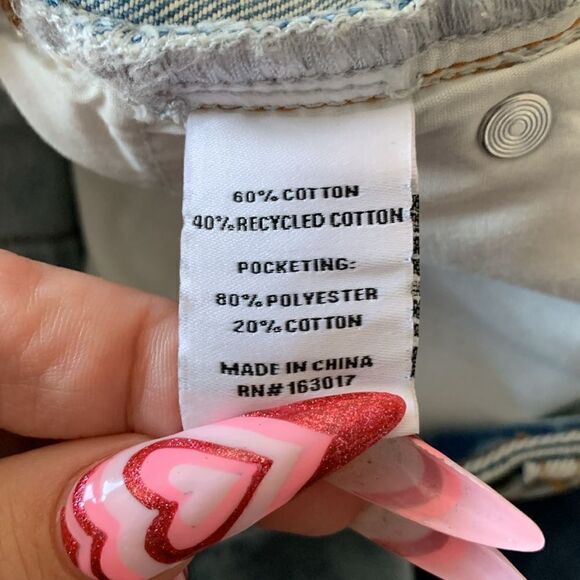 60% COTTON
40% RECYCLED COTTON
POCKETING:
80% POLYESTER
20% COTTON
MADE IN CHINA
RN# 163017